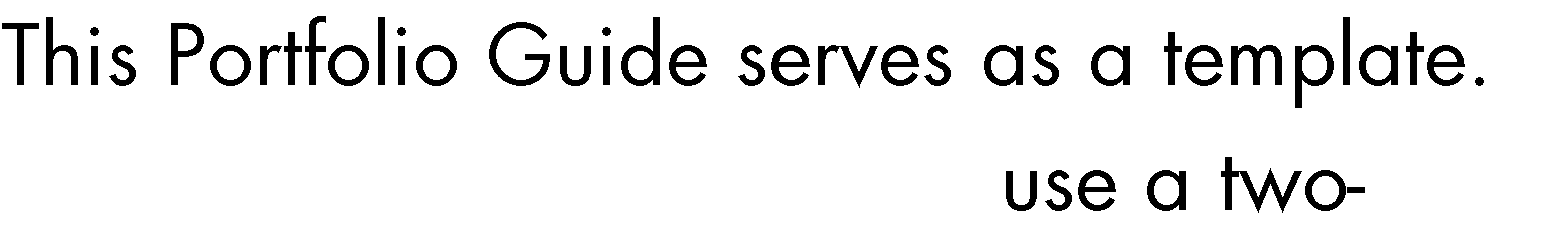 This Portfolio Guide serves as a template.
use a two-